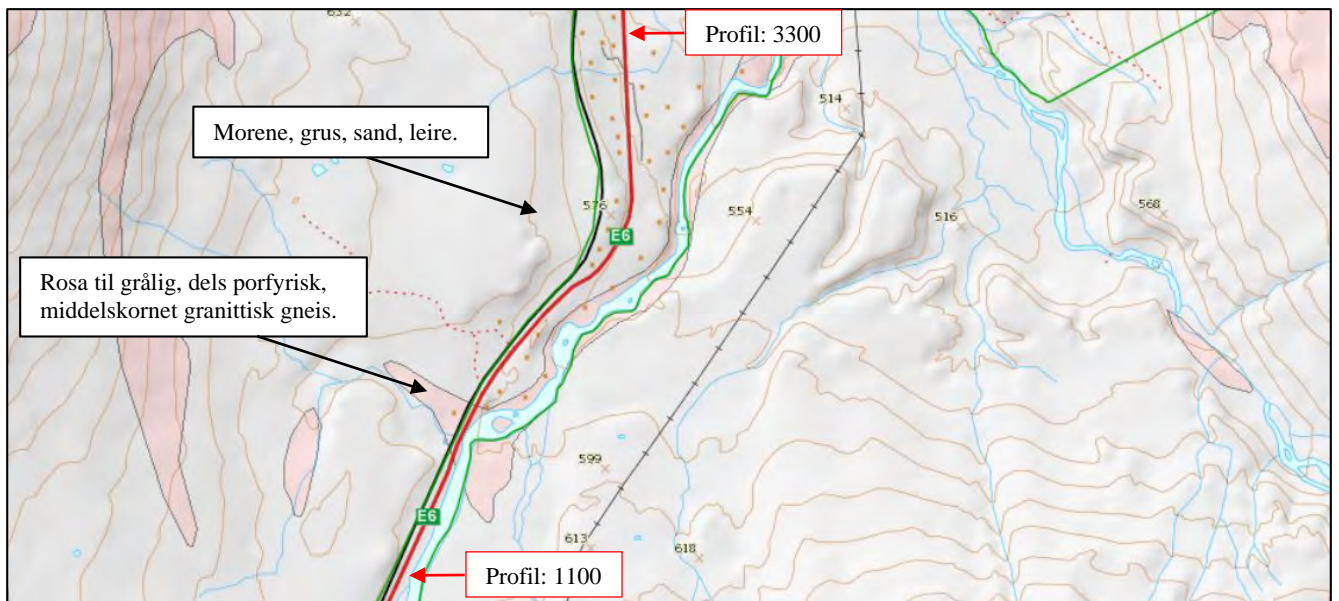 632
Profil: 3300
514
Morene, grus, sand, leire.
576
554
568
516
E6
Rosa til grålig, dels porfyrisk,
middelskornet granittisk gneis.
599
E6
613
618
Profil: 1100